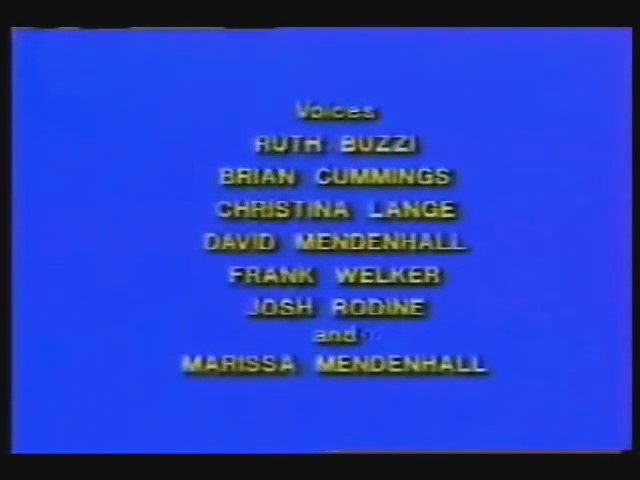 Voices
RUTH BUZZI
BRIAN CUMMINGS
CHRISTINA LANGE
DAVID MENDENHALL
FRANK WELKER
JOSH RODINE
and
MARISSA MENDENHALL